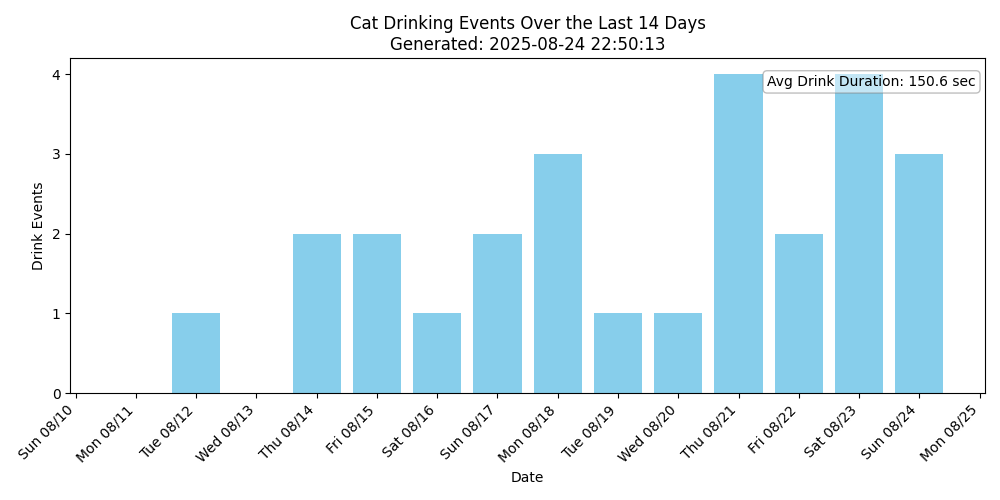 Cat Drinking Events Over the Last 14 Days
Generated: 2025-08-24 22:50:13
Avg Drink Duration: 150.6 sec
Drink Events
4
3
2
1
0
Sun 08/10
Mon 08/11
Tue 08/12
Wed 08/13
Thu 08/14
Fri 08/15
Sat 08/16
Sun 08/17
Mon 08/18
Tue 08/19
Wed 08/20
Thu 08/21
Fri 08/22
Sat 08/23
Sun 08/24
Mon 08/25
Date